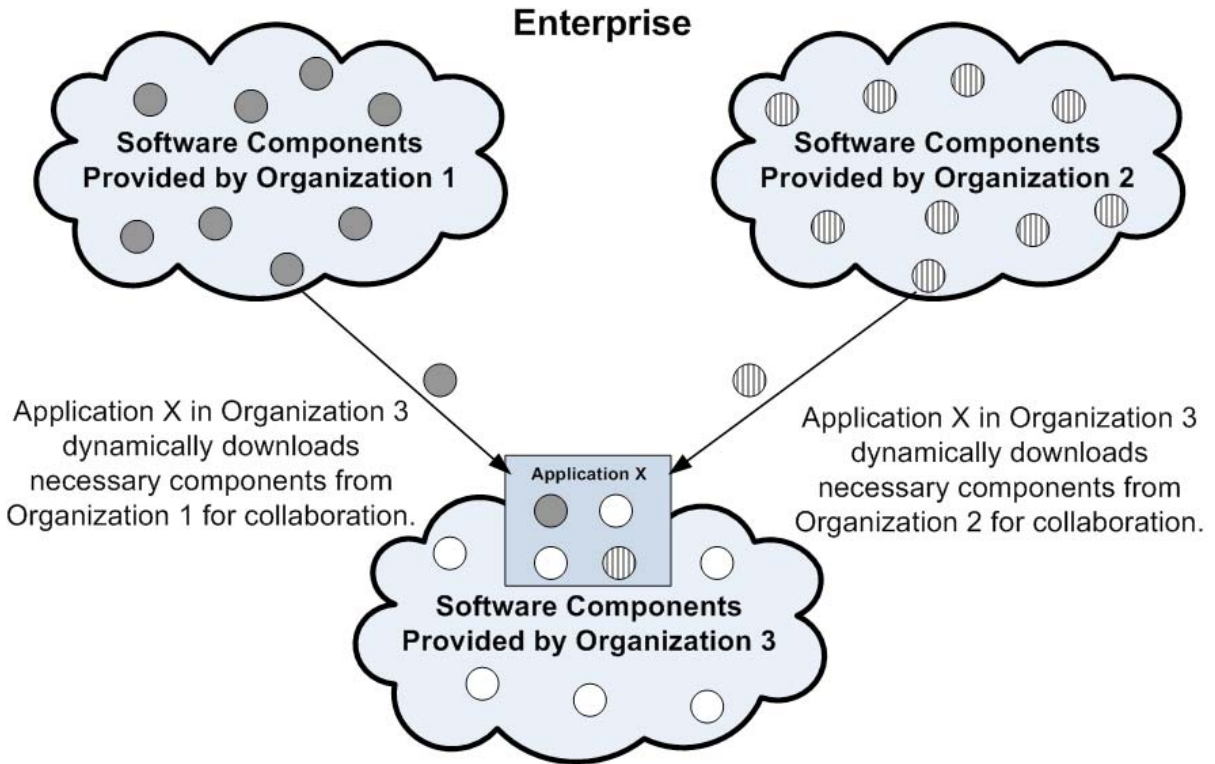 Enterprise
Software Components
Provided by Organization 1
Software Components
Provided by Organization 2
Application X in Organization 3
dynamically downloads
necessary components from
Organization 1 for collaboration.
Application X in Organization 3
dynamically downloads
necessary components from
Organization 2 for collaboration.
Application X
Software Components
Provided by Organization 3